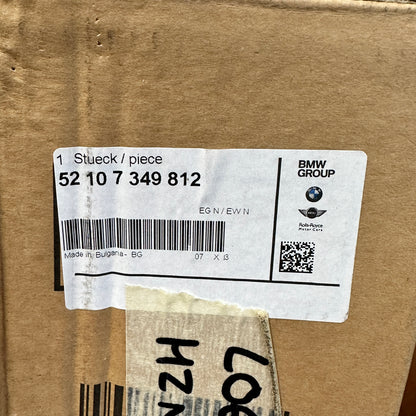 1 Stueck / piece
52 10 7 349 812
EG N / EW N
Made in Bulgaria - BG 07 X
BMW
GROUP
Rolls-Royce
Motor Cars
HZN